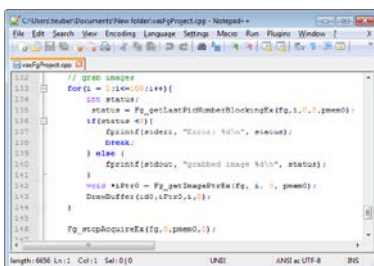 C:\Users\teuber\Documents\New folder\vasFgProject.cpp - Notepad++
File Edit Search View Encoding Language Settings Macro Run Plugins Window ? X
vasFgProject.cpp
132 // grab images
133 for(i = 1;i<=100;i++){
134 int status;
135 status = Fg_getLastPicNumberBlockingEx(fg,i,0,5,pmem0);
136 if(status <0){
137 fprintf(stderr, "Error: %d\n", status);
138 break;
139 } else {
140 fprintf(stdout, "grabbed image %d\n", status);
141 }
142 void *iPtr0 = Fg_getImagePtrEx(fg, i, 0, pmem0);
143 DrawBuffer(id0,iPtr0,i,0);
144 }
145
146 Fg_stopAcquireEx(fg,0,pmem0,0);
length : 6656 Ln : 1 Col : 1 Sel : 0 | 0 UNIX ANSI as UTF-8 INS